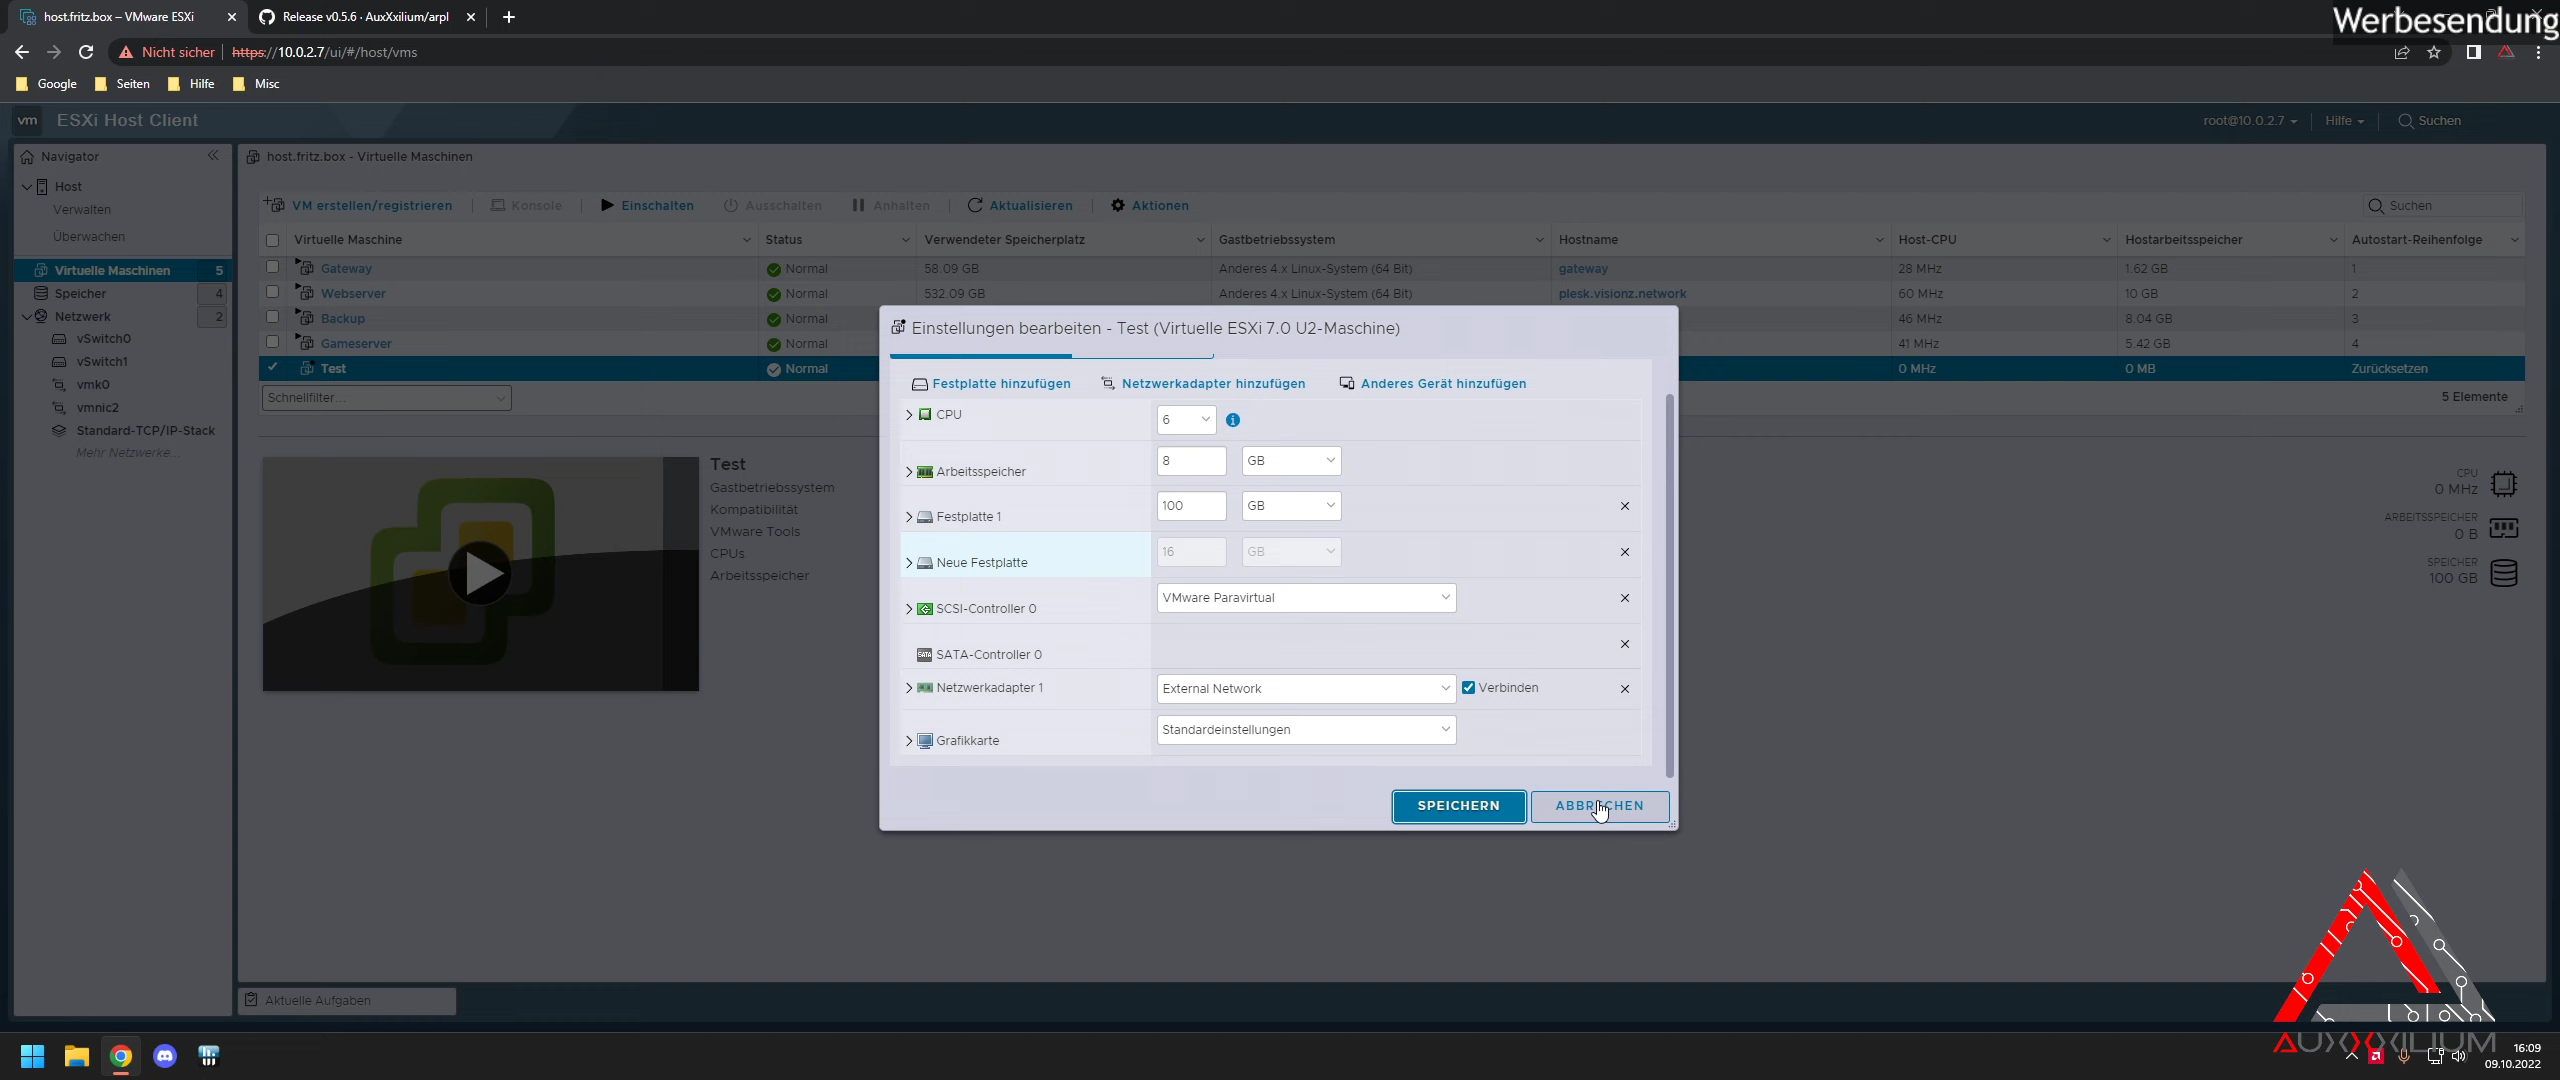 host.fritz.box – VMware ESXi
Release v0.5.6 · AuxXxilium/arpl
Werbesendung
Nicht sicher
https://10.0.2.7/ui/#/host/vms
Google
Seiten
Hilfe
Misc
vm
ESXi Host Client
root@10.0.2.7
Hilfe
Suchen
Navigator
host.fritz.box - Virtuelle Maschinen
Host
Verwalten
Überwachen
Virtuelle Maschinen 5
Speicher 4
Netzwerk 2
vSwitch0
vSwitch1
vmk0
vmnic2
Standard-TCP/IP-Stack
Mehr Netzwerke...
VM erstellen/registrieren
Konsole
Einschalten
Ausschalten
Anhalten
Aktualisieren
Aktionen
Suchen
Virtuelle Maschine Status Verwendeter Speicherplatz Gastbetriebssystem Hostname Host-CPU Hostarbeitsspeicher Autostart-Reihenfolge
Gateway Normal 58.09 GB Anderes 4.x Linux-System (64 Bit) gateway 28 MHz 1.62 GB 1
Webserver Normal 532.09 GB Anderes 4.x Linux-System (64 Bit) plesk.visionz.network 60 MHz 10 GB 2
Backup Normal 46 MHz 8.04 GB 3
Gameserver Normal 41 MHz 5.42 GB 4
Test Normal 0 MHz 0 MB Zurücksetzen
Schnellfilter...
5 Elemente
Test
Gastbetriebssystem
Kompatibilität
VMware Tools
CPUs
Arbeitsspeicher
CPU
0 MHz
ARBEITSSPEICHER
0 B
SPEICHER
100 GB
Einstellungen bearbeiten - Test (Virtuelle ESXi 7.0 U2-Maschine)
Festplatte hinzufügen
Netzwerkadapter hinzufügen
Anderes Gerät hinzufügen
CPU 6
Arbeitsspeicher 8 GB
Festplatte 1 100 GB
Neue Festplatte 16 GB
SCSI-Controller 0 VMware Paravirtual
SATA SATA-Controller 0
Netzwerkadapter 1 External Network Verbinden
Grafikkarte Standardeinstellungen
SPEICHERN
ABBRECHEN
Aktuelle Aufgaben
AUXXXILIUM
16:09
09.10.2022